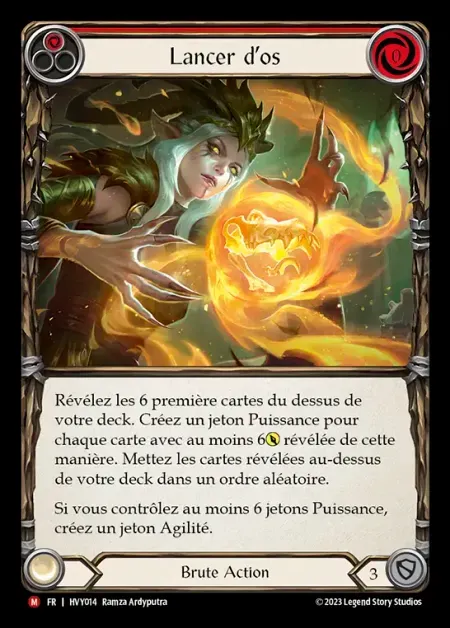 Lancer d'os
0
Révélez les 6 première cartes du dessus de
votre deck. Créez un jeton Puissance pour
chaque carte avec au moins 6 révélée de cette
manière. Mettez les cartes révélées au-dessus
de votre deck dans un ordre aléatoire.
Si vous contrôlez au moins 6 jetons Puissance,
créez un jeton Agilité.
Brute Action
3
M FR | HVY014 Ramza Ardyputra
© 2023 Legend Story Studios